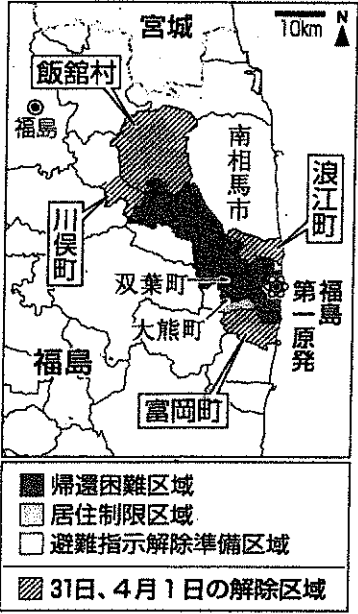 宮城
10km
N
飯舘村
福島
南相馬市
浪江町
川俣町
双葉町
福島第一原発
大熊町
福島
富岡町
帰還困難区域
居住制限区域
避難指示解除準備区域
31日、4月1日の解除区域